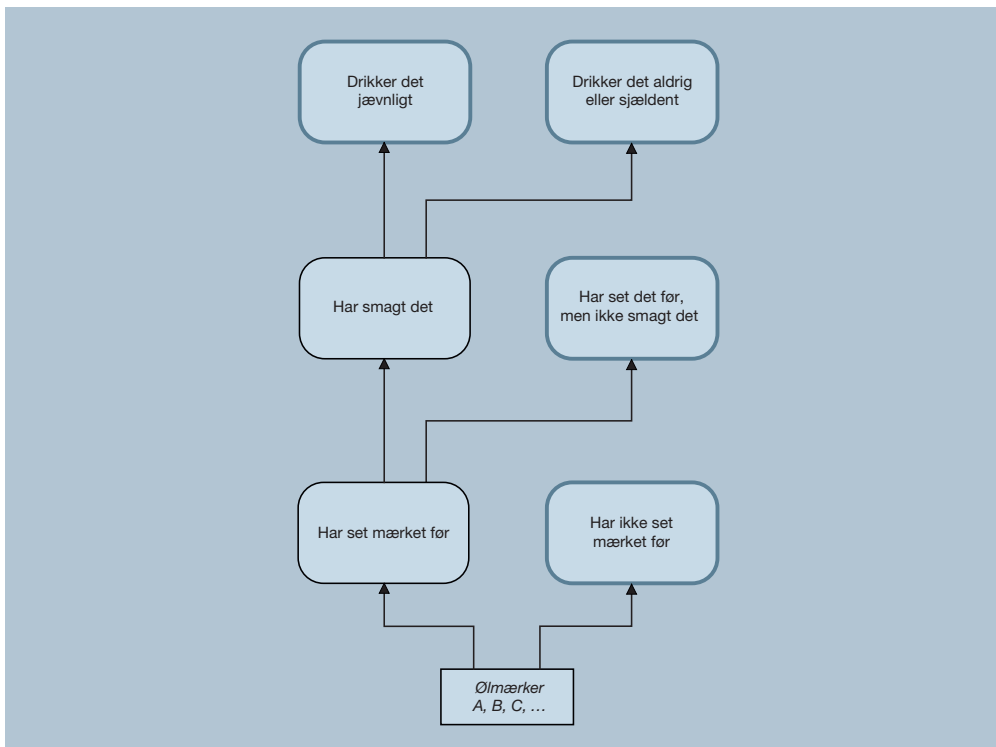 Drikker det
jævnligt
Drikker det aldrig
eller sjældent
Har smagt det
Har set det før,
men ikke smagt det
Har set mærket før
Har ikke set
mærket før
Ølmærker
A, B, C, …